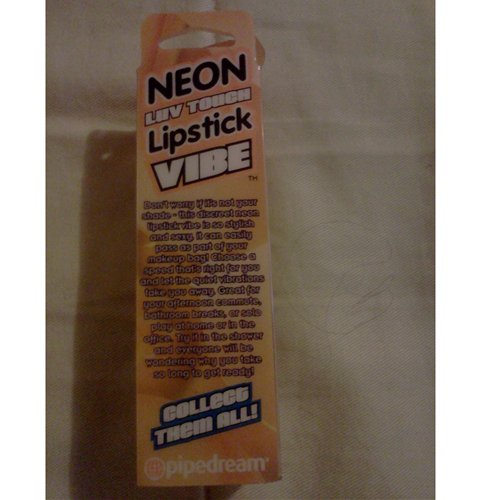 NEON
LUV TOUCH
Lipstick
VIBE
TM
Don't worry if it's not your
shade - this discreet neon
lipstick vibe is so stylish
and sexy, it can easily
pass as part of your
makeup bag! Choose a
speed that's right for you
and let the quiet vibrations
take you away. Great for
your afternoon commute,
bathroom breaks, or solo
play at home or in the
office. Try it in the shower
and everyone will be
wondering why you take
so long to get ready!
COLLECT
THEM ALL!
pipedream